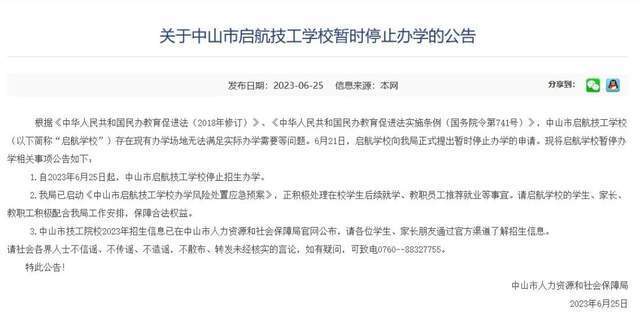 关于中山市启航技工学校暂时停止办学的公告
发布日期：2023-06-25 信息来源：本网 分享到：
根据《中华人民共和国民办教育促进法（2018年修订）》、《中华人民共和国民办教育促进法实施条例（国务院令第741号）》，中山市启航技工学校
（以下简称“启航学校”）存在现有办学场地无法满足实际办学需要等问题。6月21日，启航学校向我局正式提出暂时停止办学的申请。现将启航学校暂停办
学相关事项公告如下：
1.自2023年6月25日起，中山市启航技工学校停止招生办学。
2.我局已启动《中山市启航技工学校办学风险处置应急预案》，正积极处理在校学生后续就学、教职员工推荐就业等事宜。请启航学校的学生、家长、
教职工积极配合我局工作安排，保障合法权益。
3.中山市技工院校2023年招生信息已在中山市人力资源和社会保障局官网公布，请各位学生、家长朋友通过官方渠道了解招生信息。
请社会各界人士不信谣、不传谣、不造谣，不散布、转发未经核实的言论，如有疑问，可致电0760--88327755。
特此公告！
中山市人力资源和社会保障局
2023年6月25日